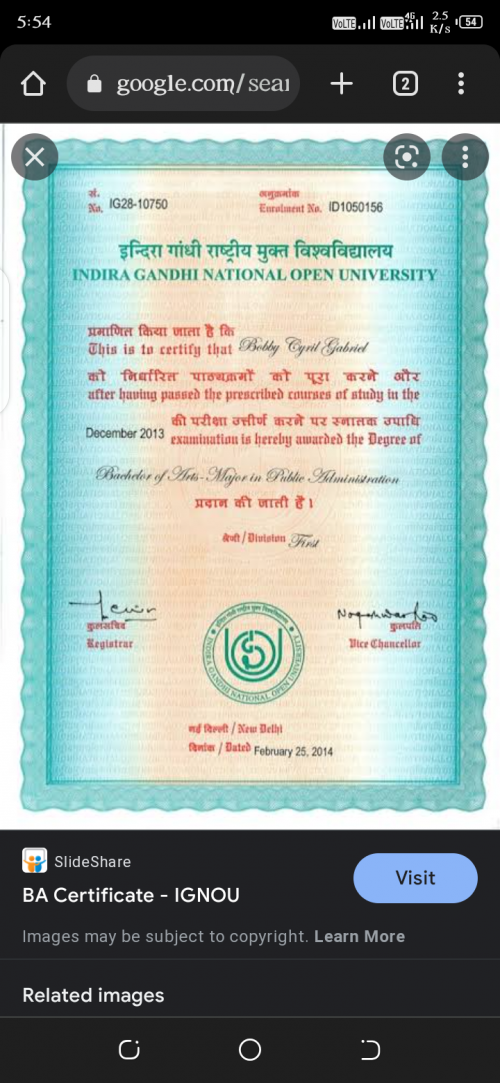 5:54
VoLTE VoLTE 4G 2.5 K/s 54
google.com/sear
2
सं.
No. IG28-10750
अनुक्रमांक
Enrolment No. ID1050156
इन्दिरा गांधी राष्ट्रीय मुक्त विश्वविद्यालय
INDIRA GANDHI NATIONAL OPEN UNIVERSITY
प्रमाणित किया जाता है कि
This is to certify that Bobby Cyril Gabriel
को निर्धारित पाठ्यक्रमों को पूरा करने और
after having passed the prescribed courses of study in the
की परीक्षा उत्तीर्ण करने पर स्नातक उपाधि
December 2013 examination is hereby awarded the Degree of
Bachelor of Arts-Major in Public Administration
प्रदान की जाती है।
श्रेणी / Division First
कुलसचिव
Registrar
कुलपति
Vice Chancellor
INDIRA GANDHI NATIONAL OPEN UNIVERSITY
नई दिल्ली / New Delhi
दिनांक / Dated February 25, 2014
SlideShare
BA Certificate - IGNOU
Visit
Images may be subject to copyright. Learn More
Related images